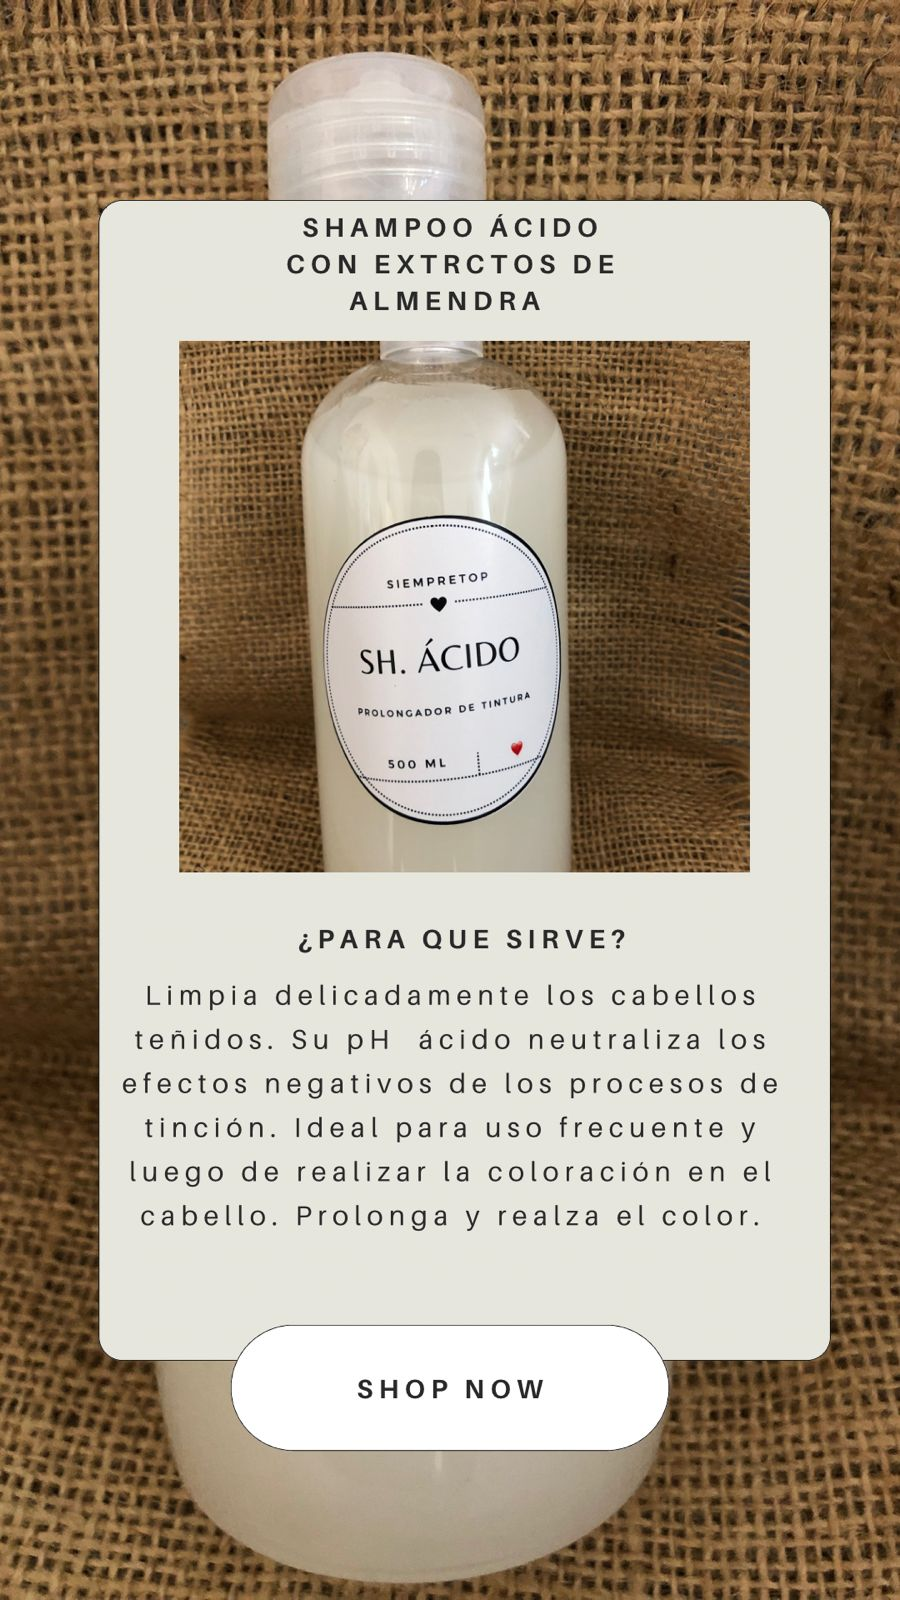 SHAMPOO ÁCIDO
CON EXTRCTOS DE
ALMENDRA
SIEMPRETOP
SH. ÁCIDO
PROLONGADOR DE TINTURA
500 ML
¿PARA QUE SIRVE?
Limpia delicadamente los cabellos
teñidos. Su pH  ácido neutraliza los
efectos negativos de los procesos de
tinción. Ideal para uso frecuente y
luego de realizar la coloración en el
cabello. Prolonga y realza el color.
SHOP NOW